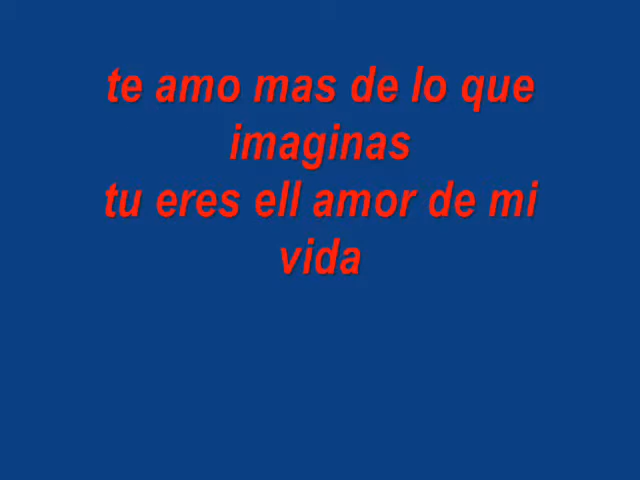 te amo mas de lo que
imaginas
tu eres ell amor de mi
vida